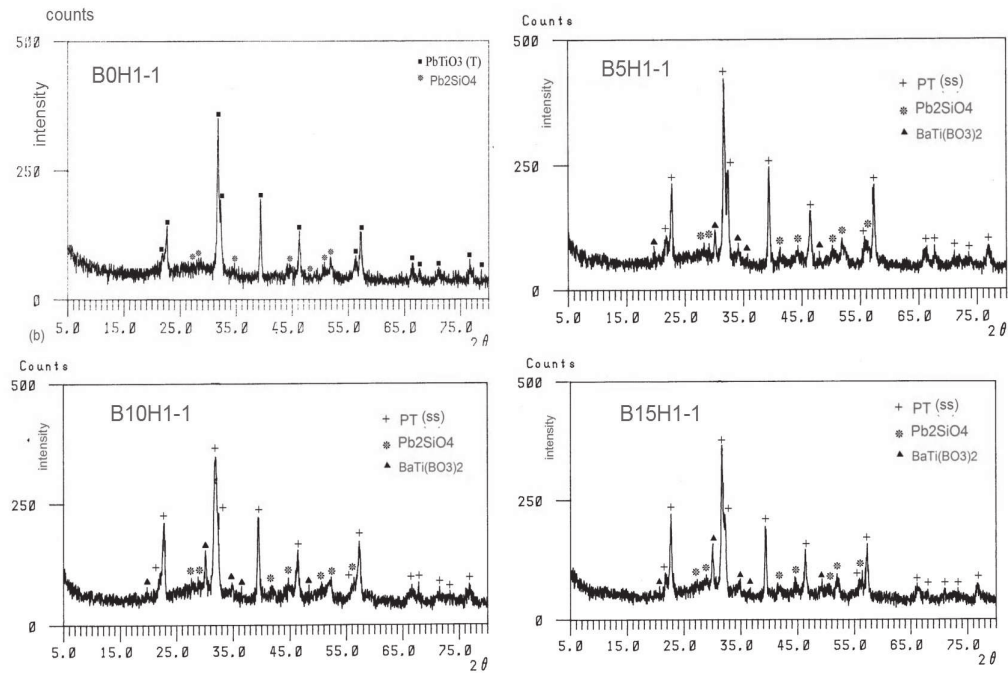 counts
500
B0H1-1
■ PbTiO3 (T)
❋ Pb2SiO4
intensity
250
0
5.0 15.0 25.0 35.0 45.0 55.0 65.0 75.0
2θ
(b)
Counts
500
B5H1-1
+ PT (ss)
❋ Pb2SiO4
▲ BaTi(BO3)2
intensity
250
0
5.0 15.0 25.0 35.0 45.0 55.0 65.0 75.0
2θ
Counts
500
B10H1-1
+ PT (ss)
❋ Pb2SiO4
▲ BaTi(BO3)2
intensity
250
0
5.0 15.0 25.0 35.0 45.0 55.0 65.0 75.0
2θ
Counts
500
B15H1-1
+ PT (ss)
❋ Pb2SiO4
▲ BaTi(BO3)2
intensity
250
0
5.0 15.0 25.0 35.0 45.0 55.0 65.0 75.0
2θ